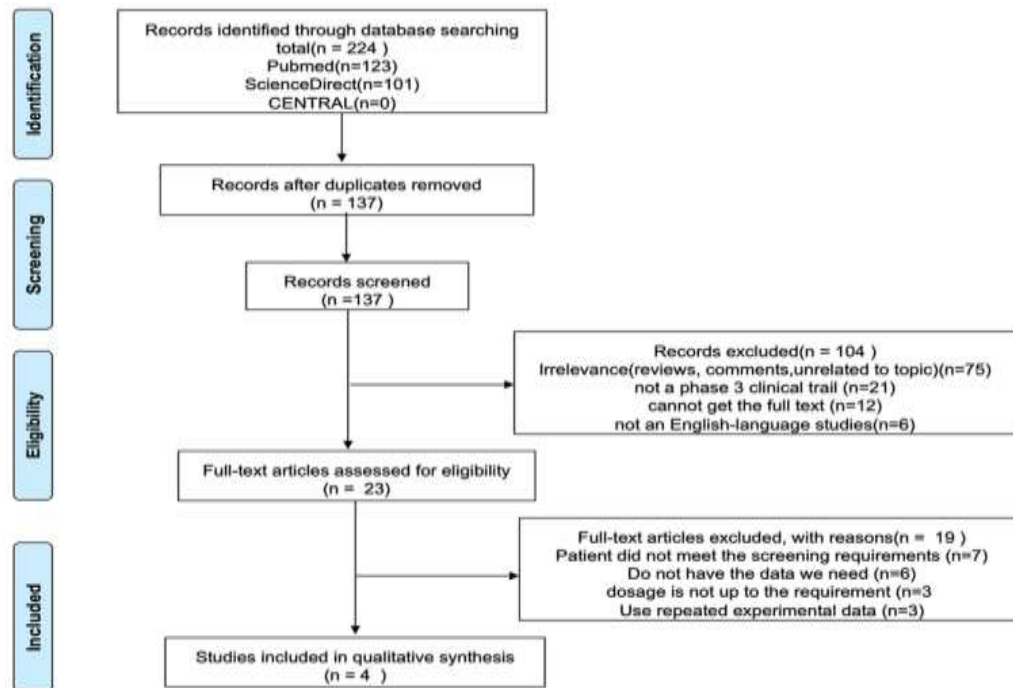 Identification
Records identified through database searching
total(n = 224 )
Pubmed(n=123)
ScienceDirect(n=101)
CENTRAL(n=0)
Records after duplicates removed
(n = 137)
Screening
Records screened
(n =137 )
Records excluded(n = 104 )
Irrelevance(reviews, comments,unrelated to topic)(n=75)
not a phase 3 clinical trail (n=21)
cannot get the full text (n=12)
not an English-language studies(n=6)
Eligibility
Full-text articles assessed for eligibility
(n = 23)
Full-text articles excluded, with reasons(n = 19 )
Patient did not meet the screening requirements (n=7)
Do not have the data we need (n=6)
dosage is not up to the requirement (n=3
Use repeated experimental data (n=3)
Included
Studies included in qualitative synthesis
(n = 4 )